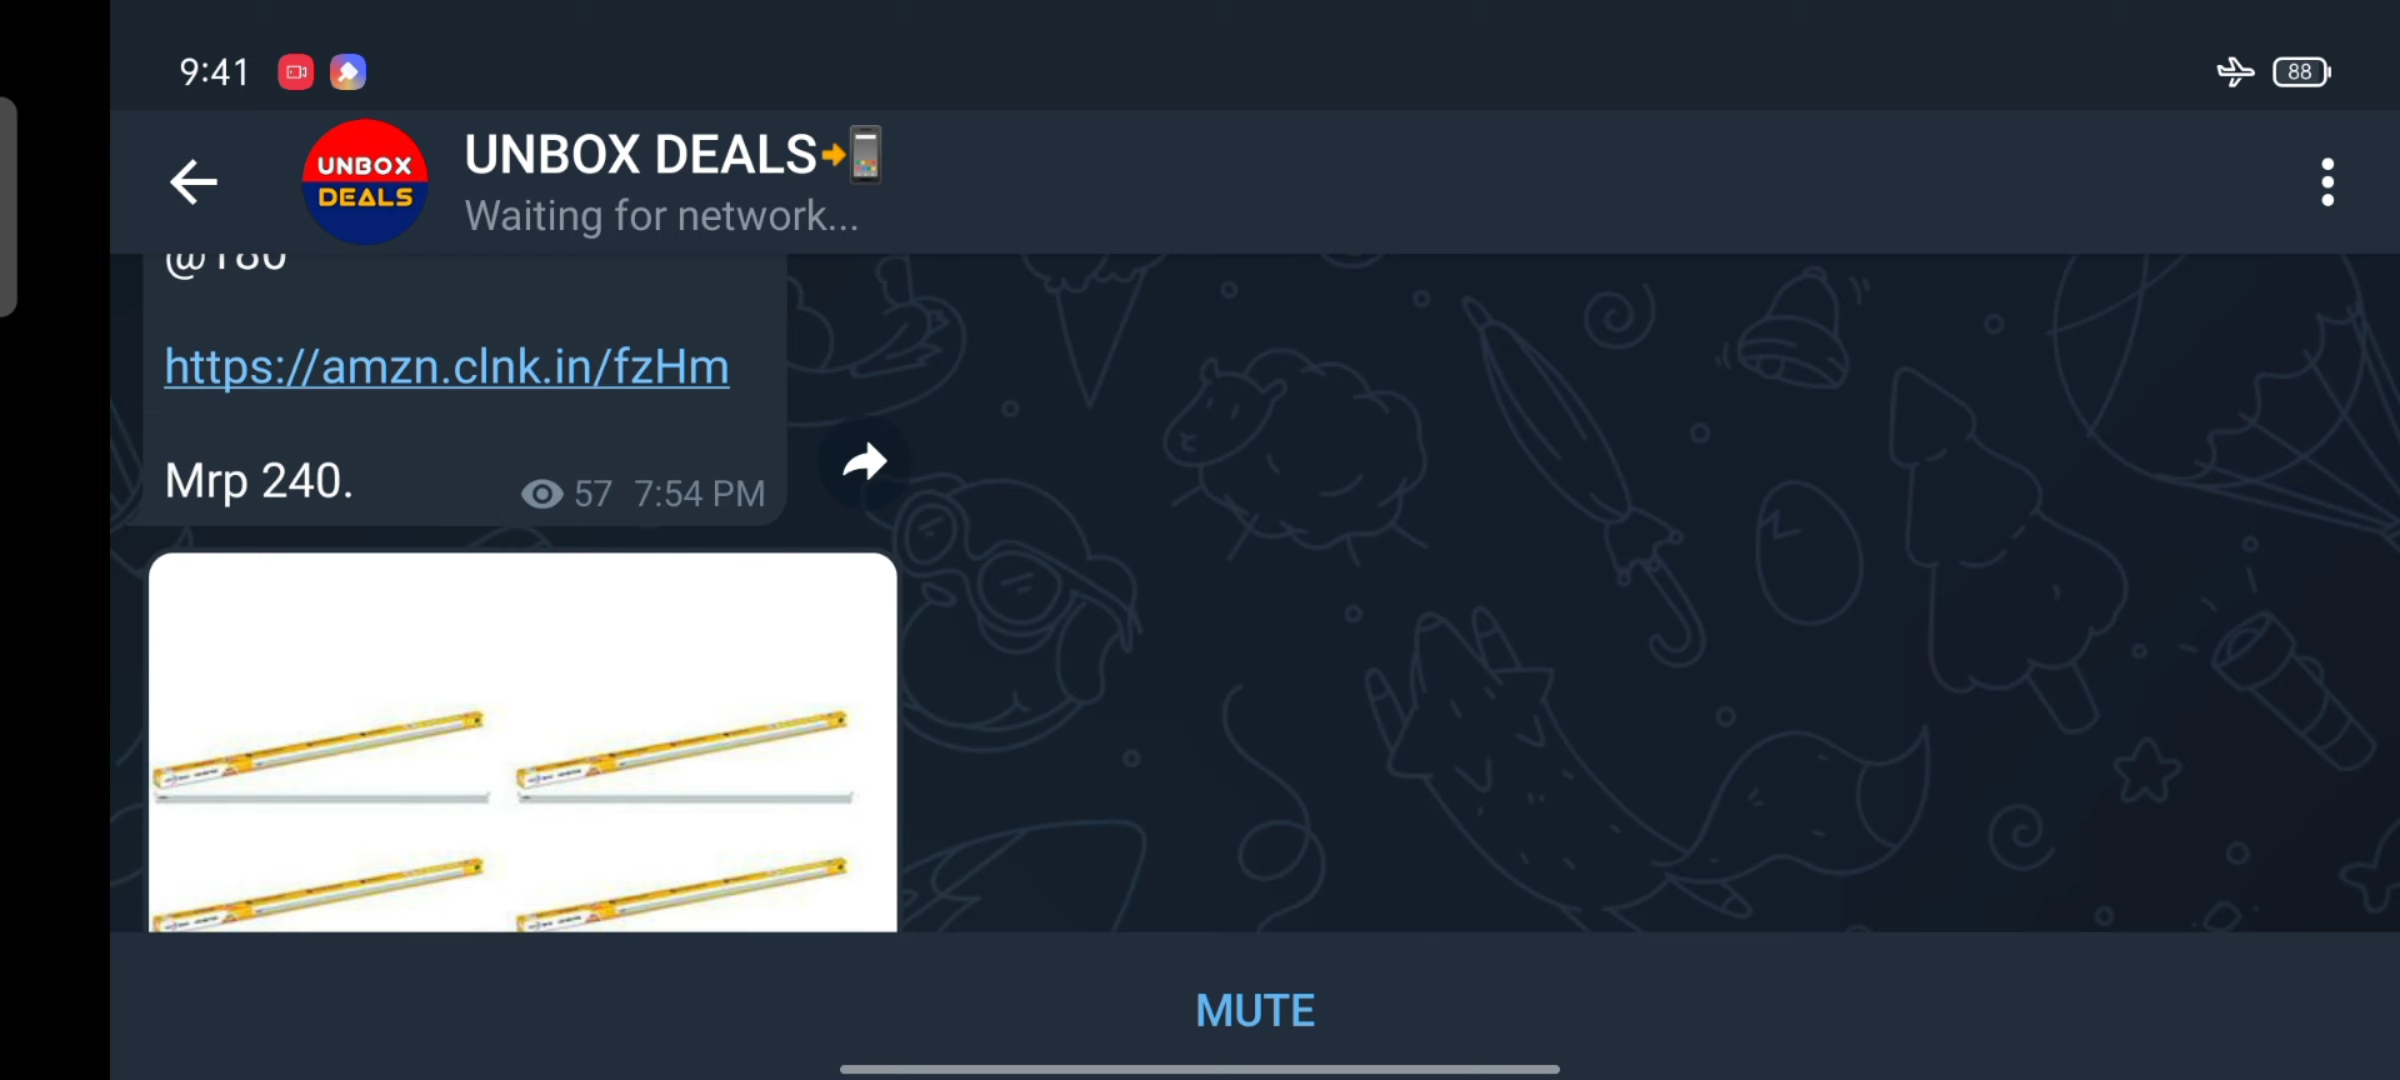 9:41
88
UNBOX
DEALS
UNBOX DEALS
Waiting for network...
@180
https://amzn.clnk.in/fzHm
Mrp 240.
57 7:54 PM
MUTE